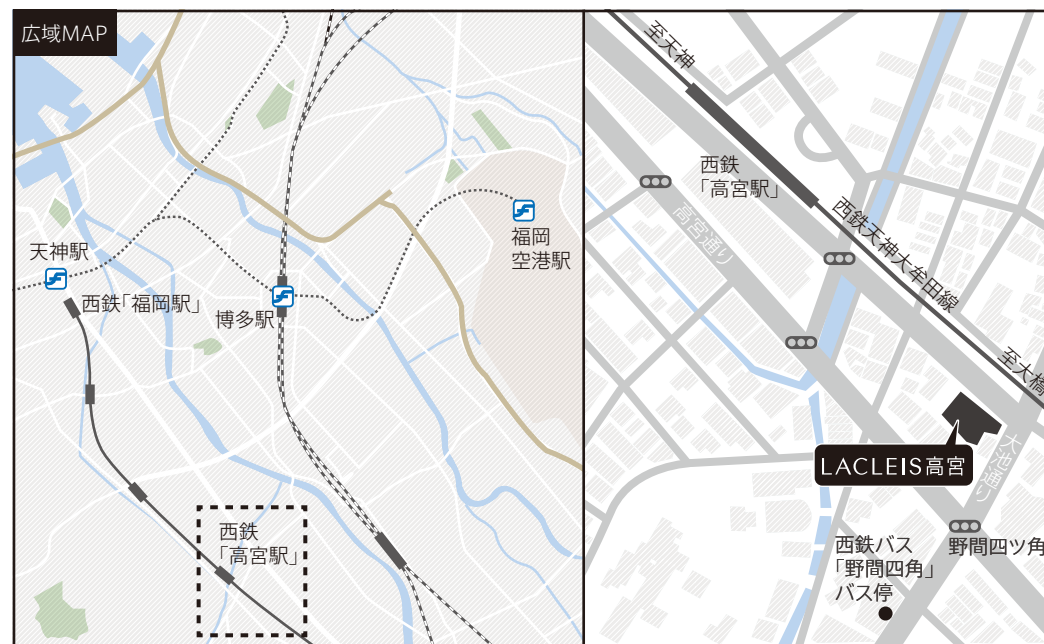 広域MAP
天神駅
西鉄「福岡駅」
博多駅
福岡
空港駅
西鉄
「高宮駅」
至天神
西鉄
「高宮駅」
高宮通り
西鉄天神大牟田線
至大橋
LACLEIS高宮
大池通り
野間四ツ角
西鉄バス
「野間四角」
バス停